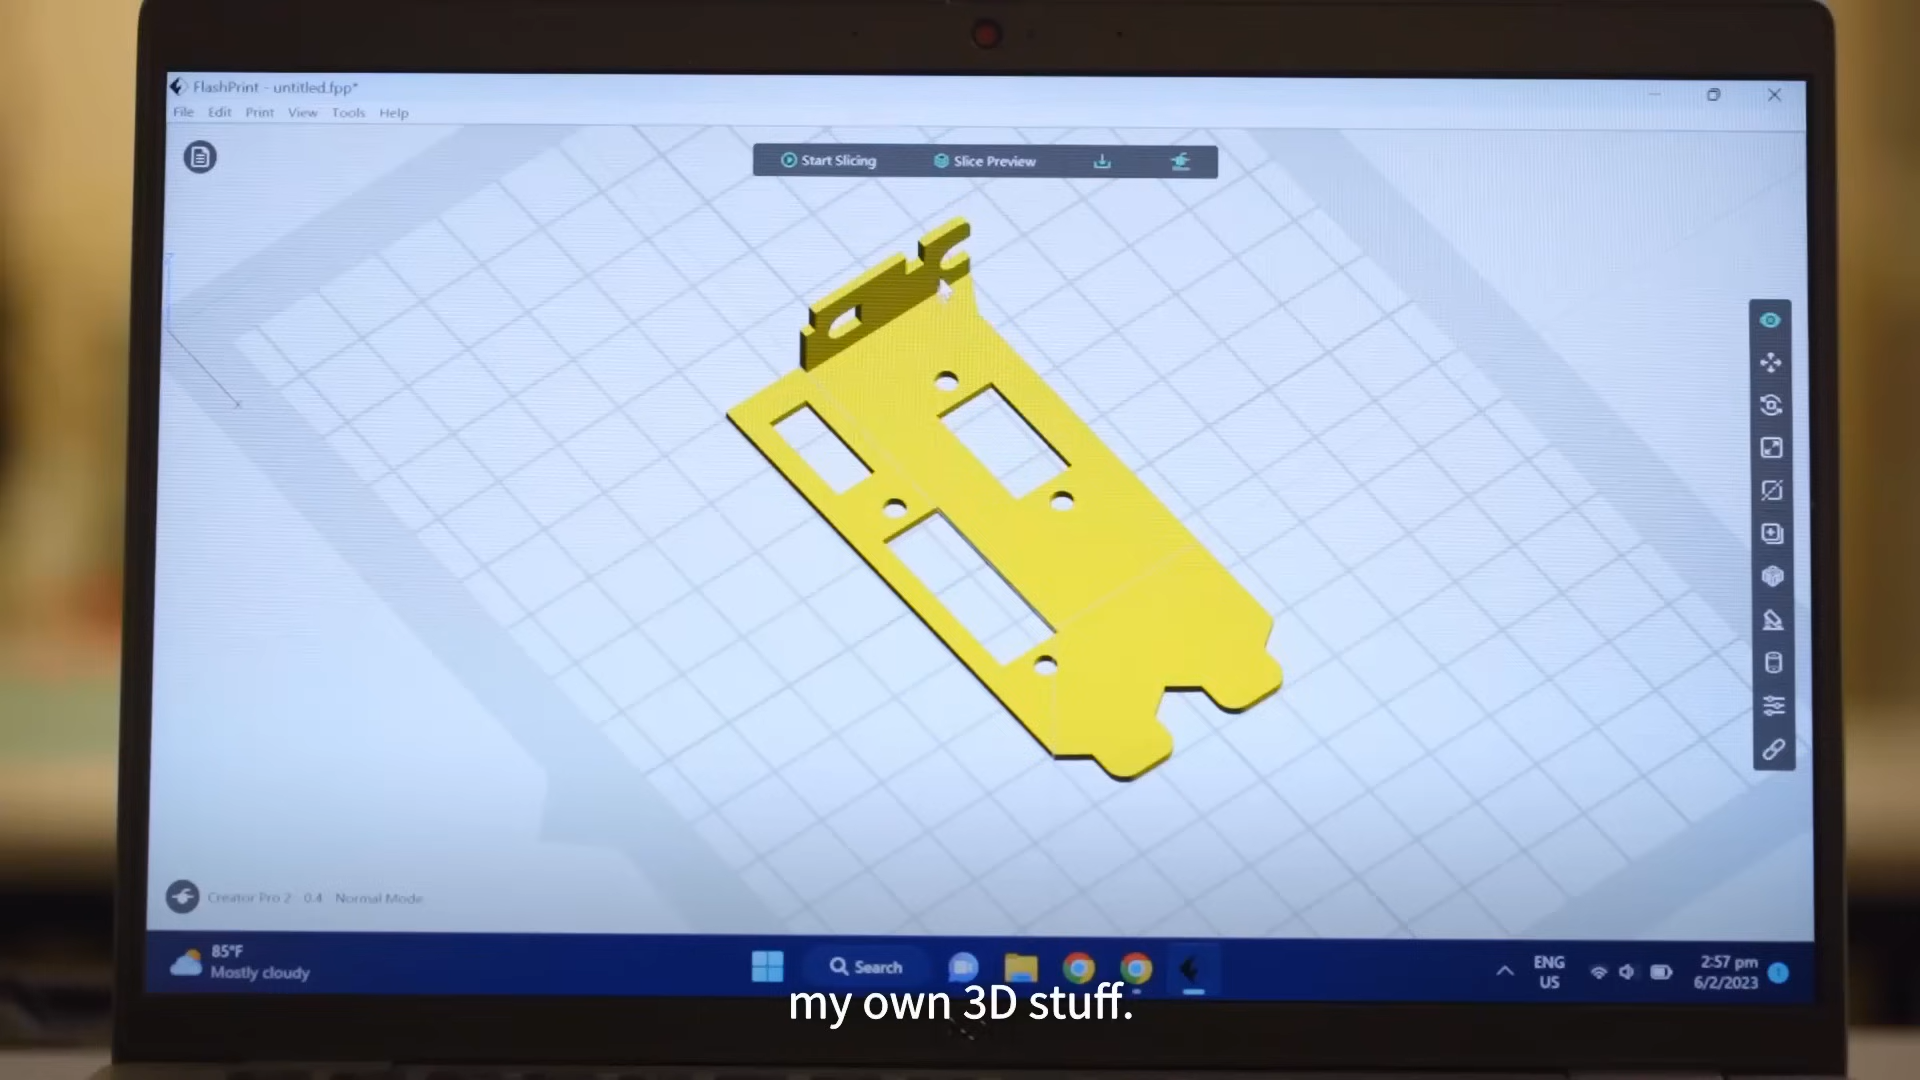 FlashPrint - untitled.fpp*
File Edit Print View Tools Help
Start Slicing Slice Preview
Creator Pro 2 0.4 Normal Mode
85°F
Mostly cloudy
Search
ENG
US
2:57 pm
6/2/2023
1
my own 3D stuff.